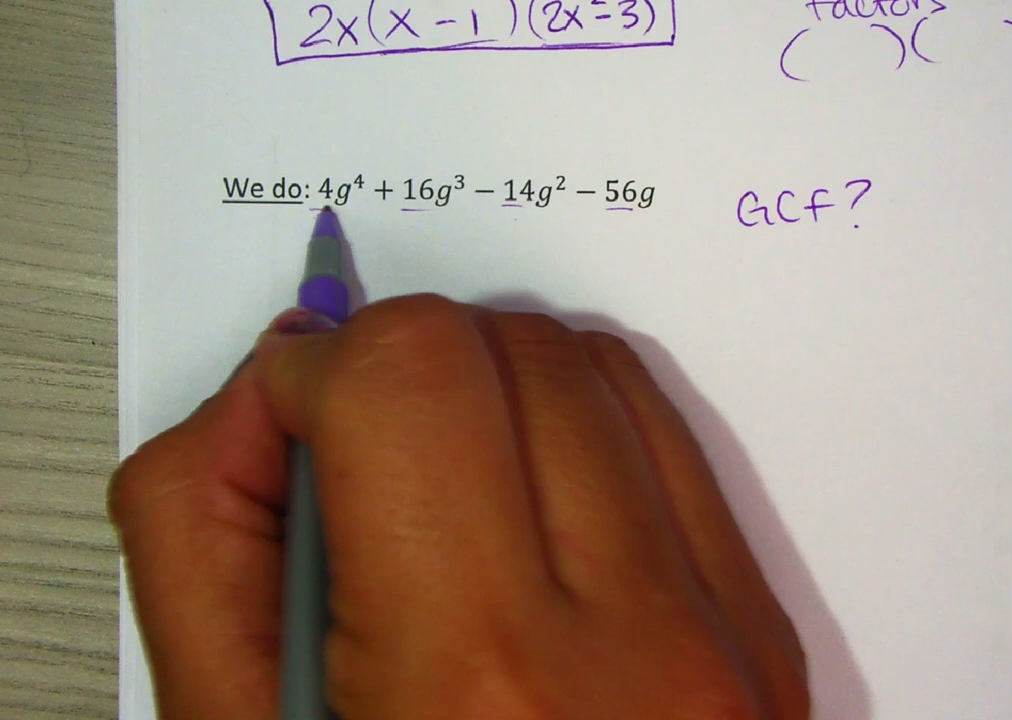 2x(x - 1)(2x² - 3)
factors
( )(
We do: 4g⁴ + 16g³ − 14g² − 56g
GCF?